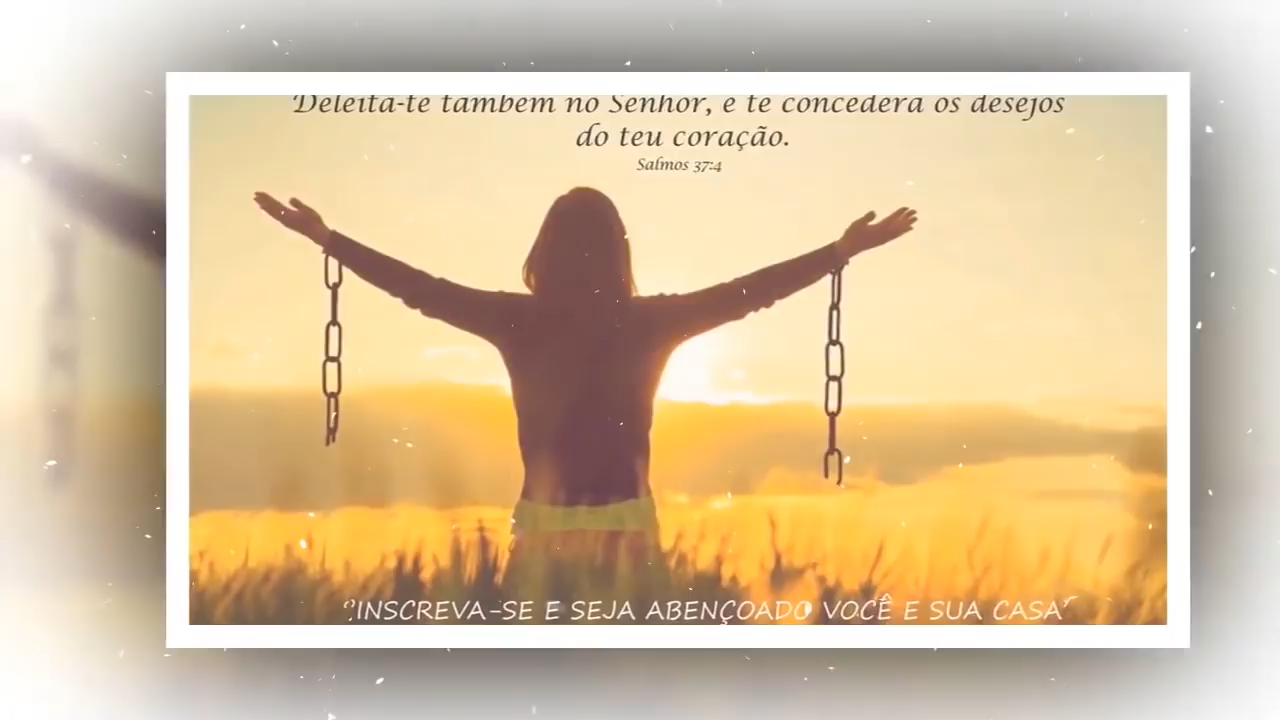 Deleita-te também no Senhor, e te concederá os desejos
do teu coração.
Salmos 37:4
INSCREVA-SE E SEJA ABENÇOADO VOCÊ E SUA CASA